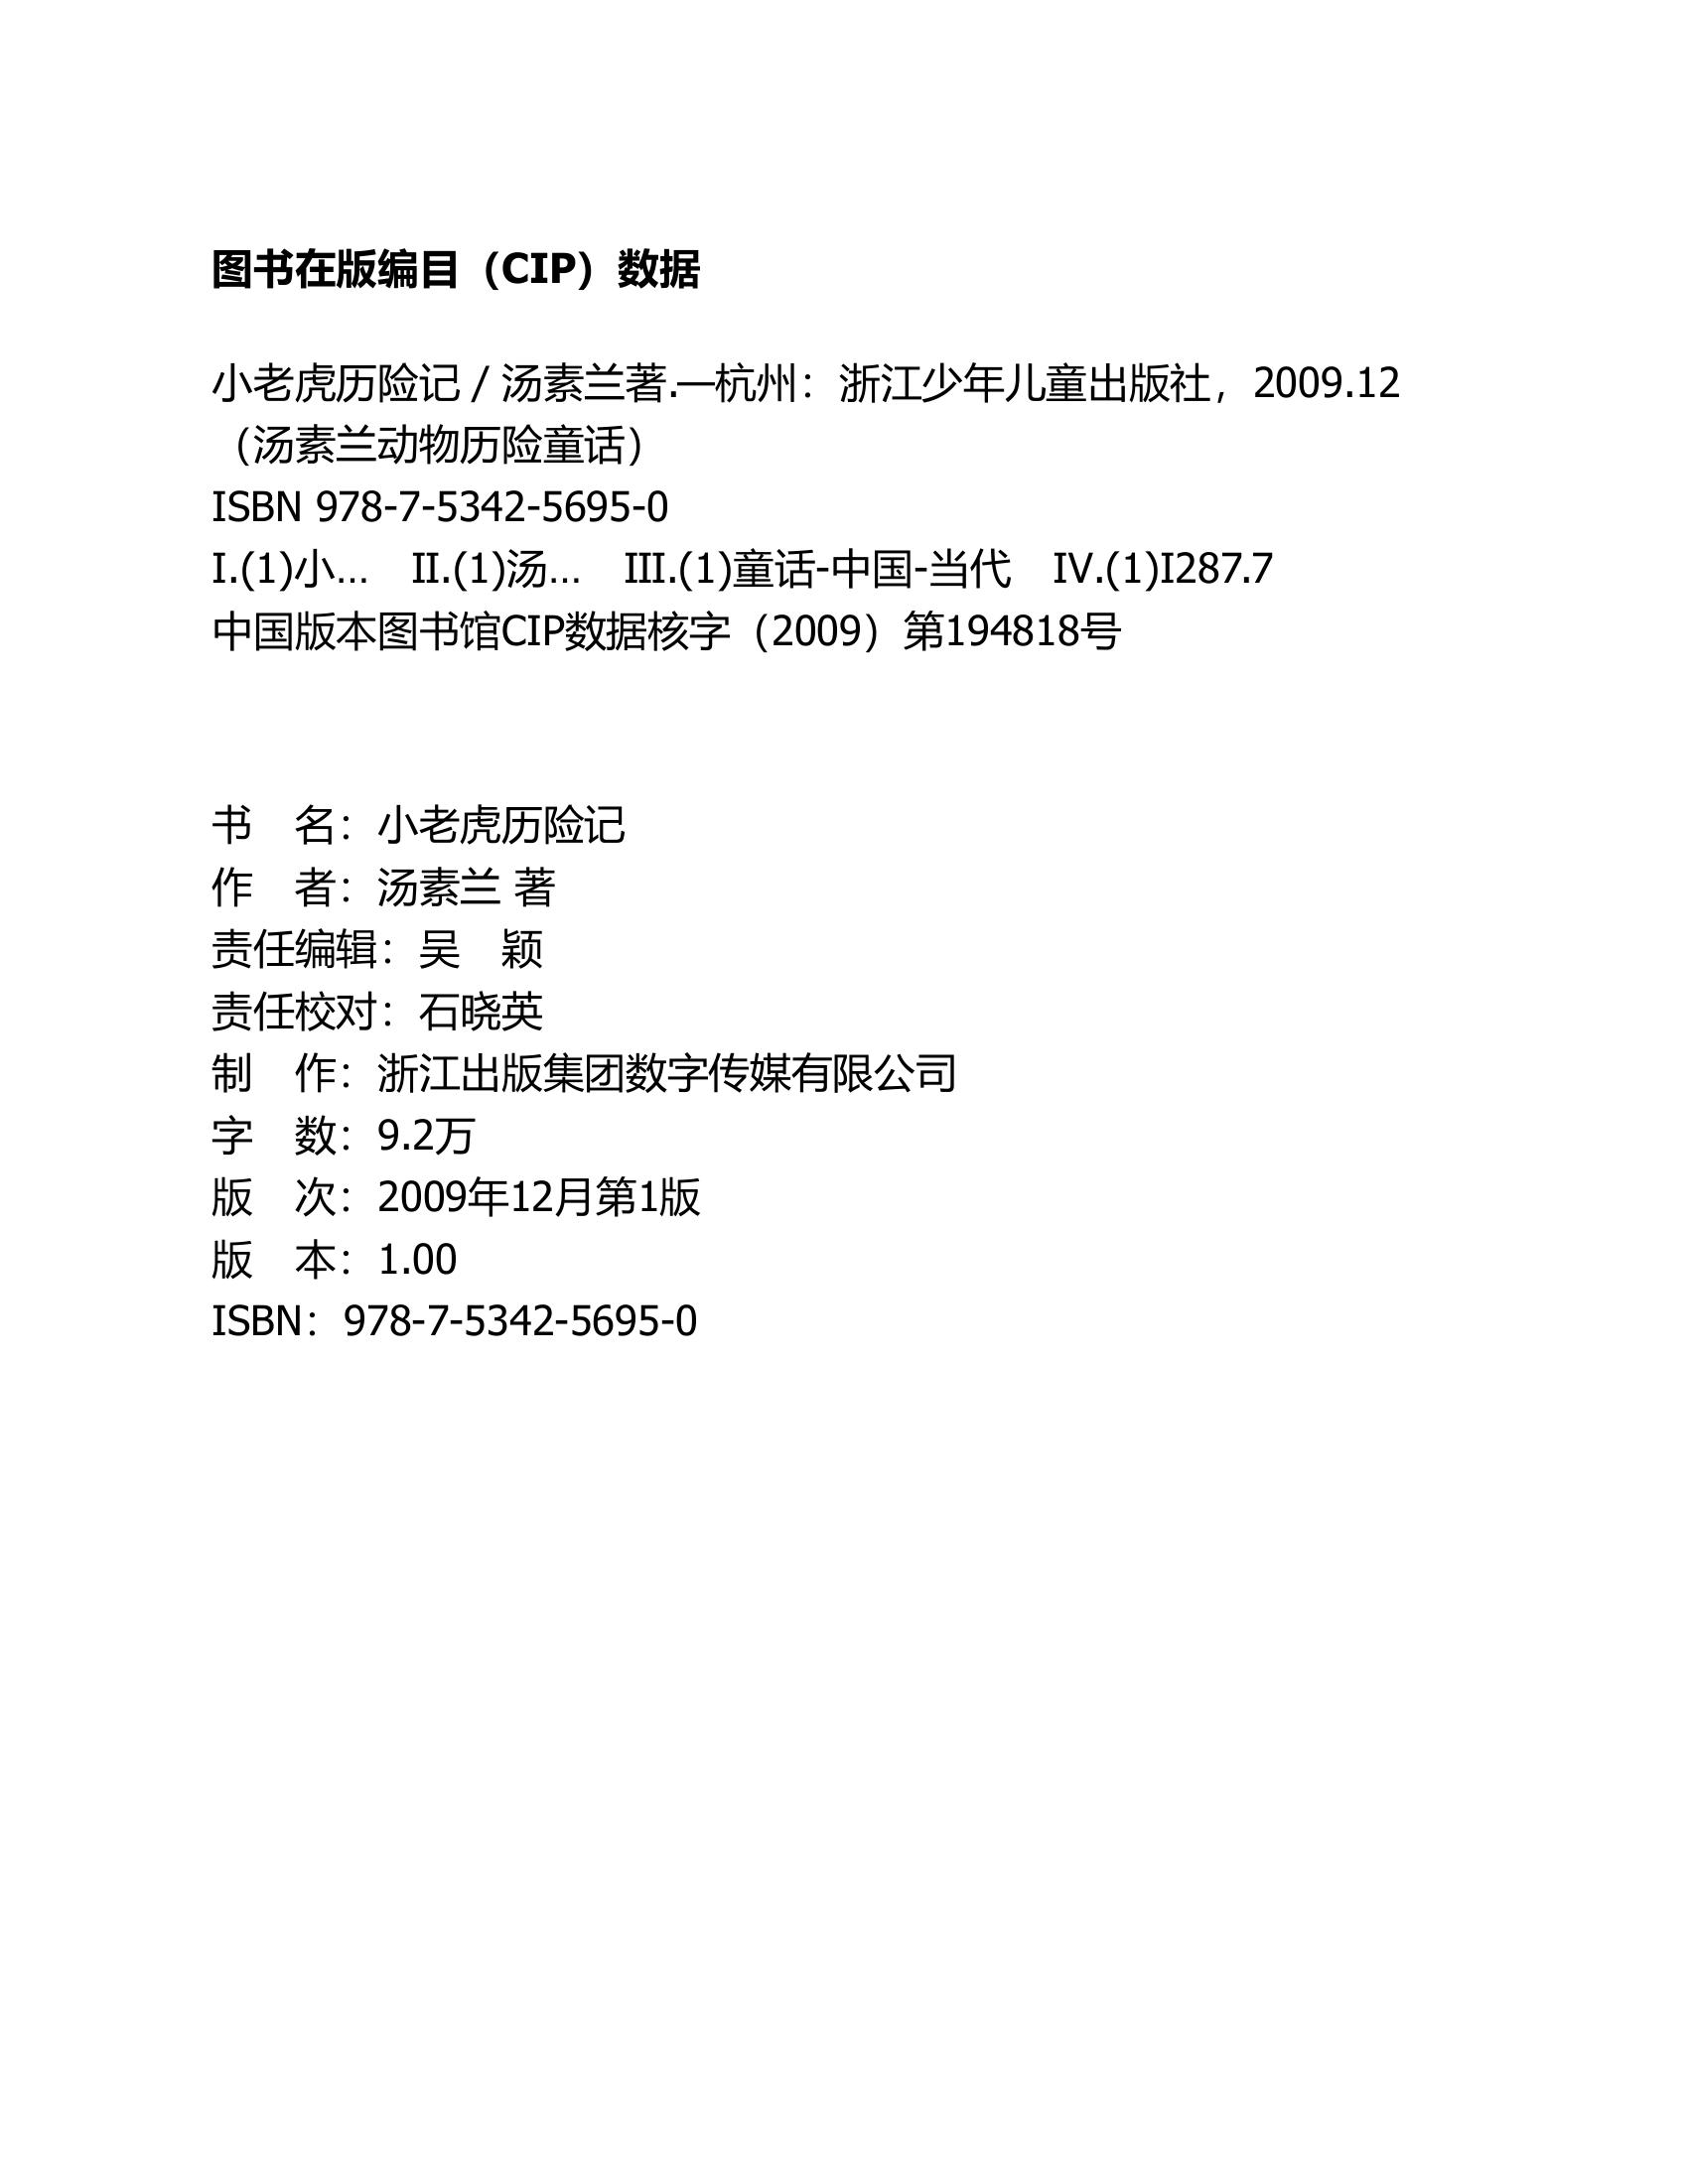 图书在版编目（CIP）数据
小老虎历险记 / 汤素兰著.—杭州：浙江少年儿童出版社，2009.12
（汤素兰动物历险童话）
ISBN 978-7-5342-5695-0
I.(1)小…　II.(1)汤…　III.(1)童话-中国-当代　IV.(1)I287.7
中国版本图书馆CIP数据核字（2009）第194818号
书　名：小老虎历险记
作　者：汤素兰 著
责任编辑：吴　颖
责任校对：石晓英
制　作：浙江出版集团数字传媒有限公司
字　数：9.2万
版　次：2009年12月第1版
版　本：1.00
ISBN：978-7-5342-5695-0